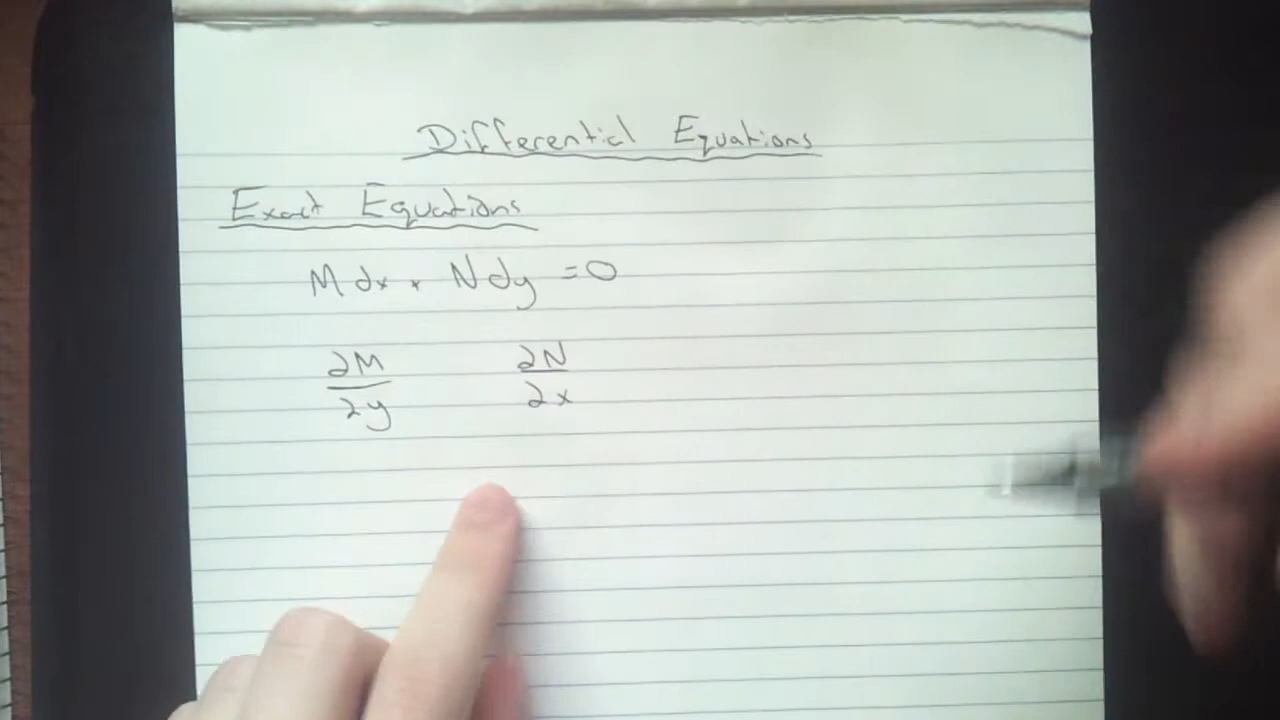 Differential Equations
Exact Equations
M dx + N dy = 0
∂M/∂y ∂N/∂x